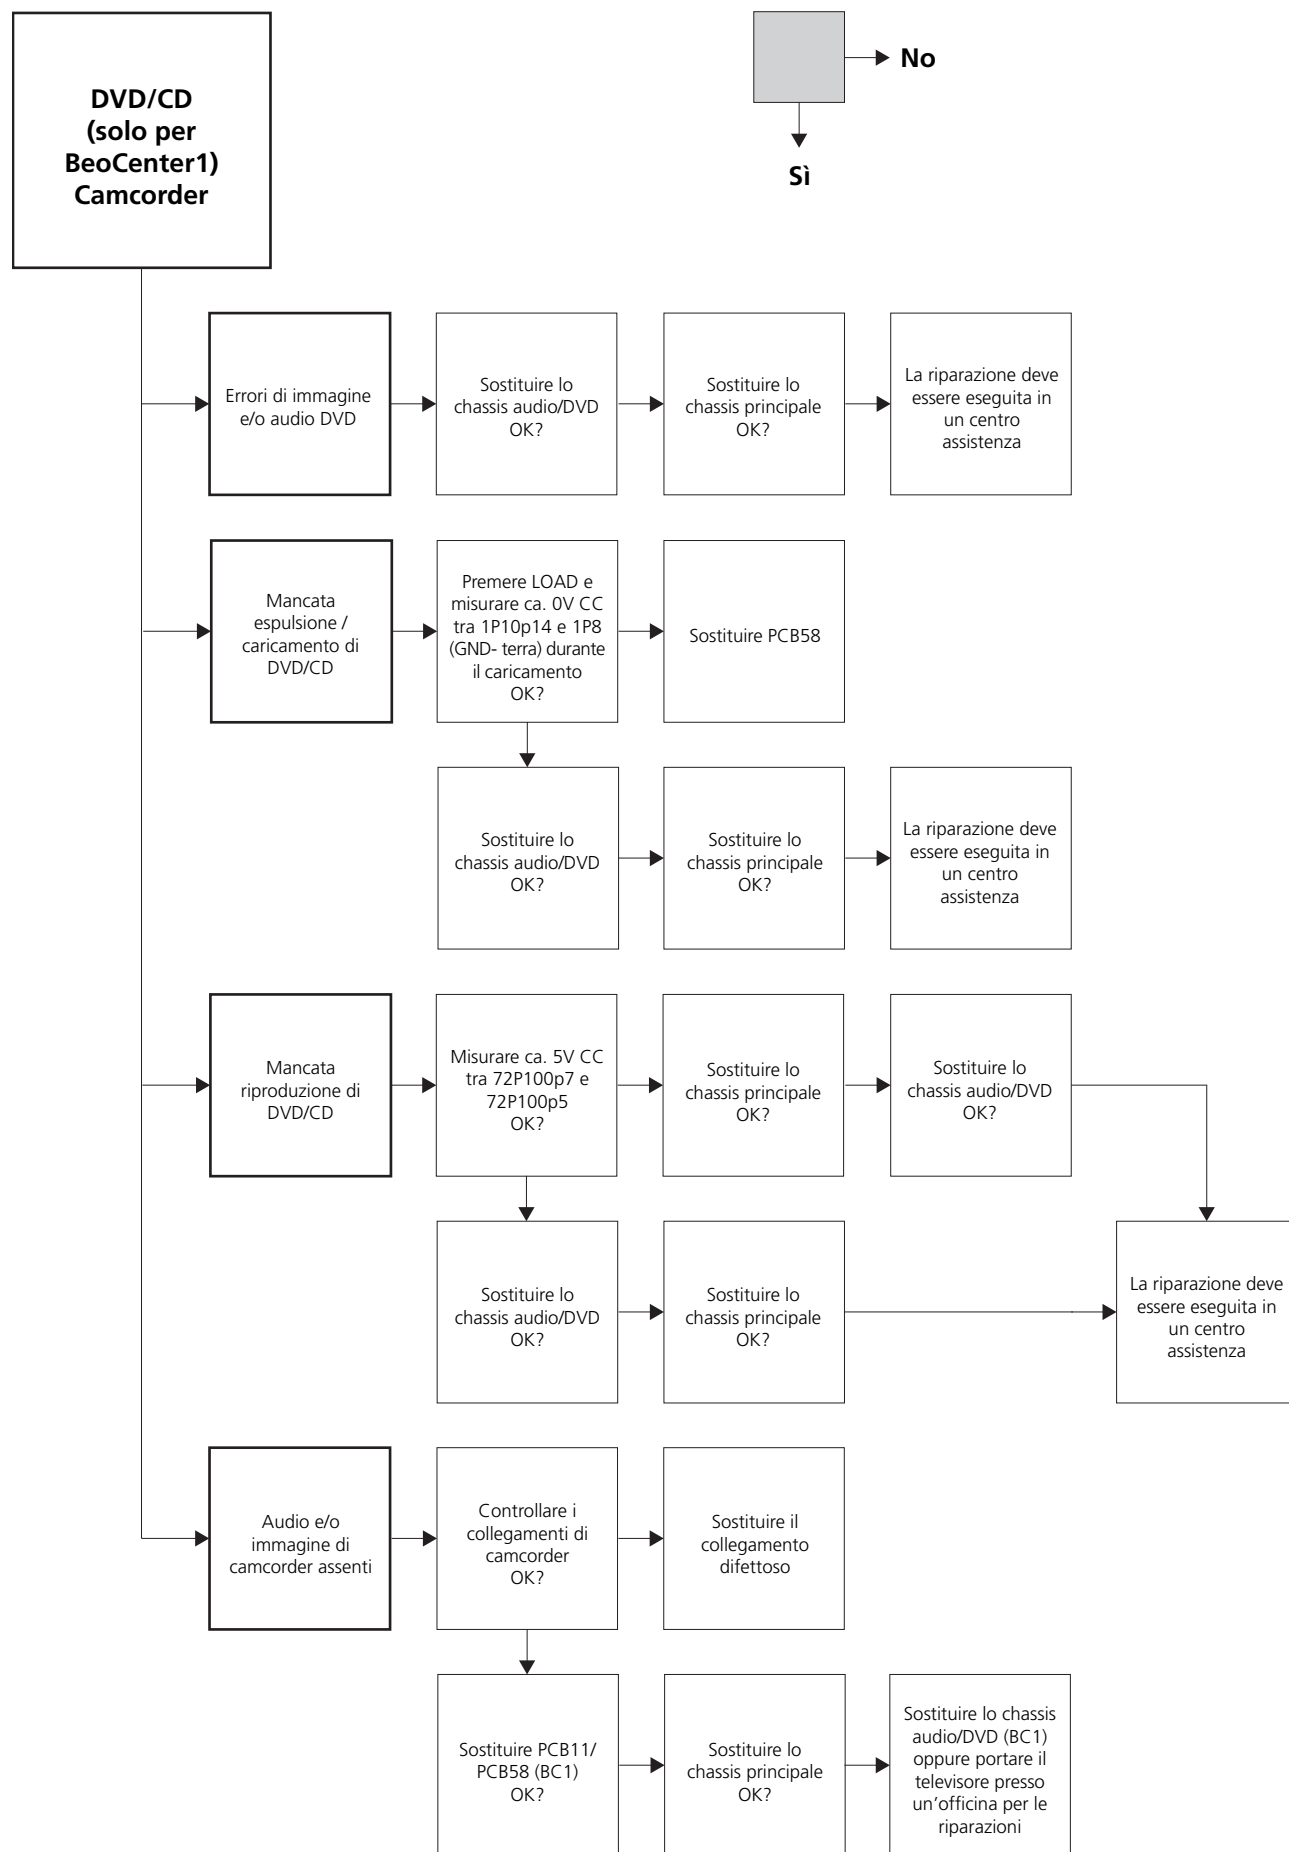 DVD/CD
(solo per
BeoCenter1)
Camcorder
No
Sì
Errori di immagine
e/o audio DVD
Sostituire lo
chassis audio/DVD
OK?
Sostituire lo
chassis principale
OK?
La riparazione deve
essere eseguita in
un centro
assistenza
Mancata
espulsione /
caricamento di
DVD/CD
Premere LOAD e
misurare ca. 0V CC
tra 1P10p14 e 1P8
(GND- terra) durante
il caricamento
OK?
Sostituire PCB58
Sostituire lo
chassis audio/DVD
OK?
Sostituire lo
chassis principale
OK?
La riparazione deve
essere eseguita in
un centro
assistenza
Mancata
riproduzione di
DVD/CD
Misurare ca. 5V CC
tra 72P100p7 e
72P100p5
OK?
Sostituire lo
chassis principale
OK?
Sostituire lo
chassis audio/DVD
OK?
Sostituire lo
chassis audio/DVD
OK?
Sostituire lo
chassis principale
OK?
La riparazione deve
essere eseguita in
un centro
assistenza
Audio e/o
immagine di
camcorder assenti
Controllare i
collegamenti di
camcorder
OK?
Sostituire il
collegamento
difettoso
Sostituire PCB11/
PCB58 (BC1)
OK?
Sostituire lo
chassis principale
OK?
Sostituire lo chassis
audio/DVD (BC1)
oppure portare il
televisore presso
un'officina per le
riparazioni